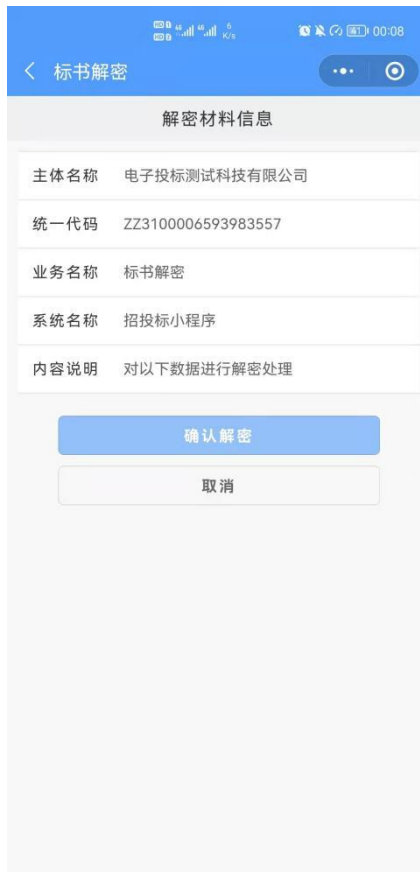 6
K/s
00:08
标书解密
解密材料信息
主体名称 电子投标测试科技有限公司
统一代码 ZZ3100006593983557
业务名称 标书解密
系统名称 招投标小程序
内容说明 对以下数据进行解密处理
确认解密
取消